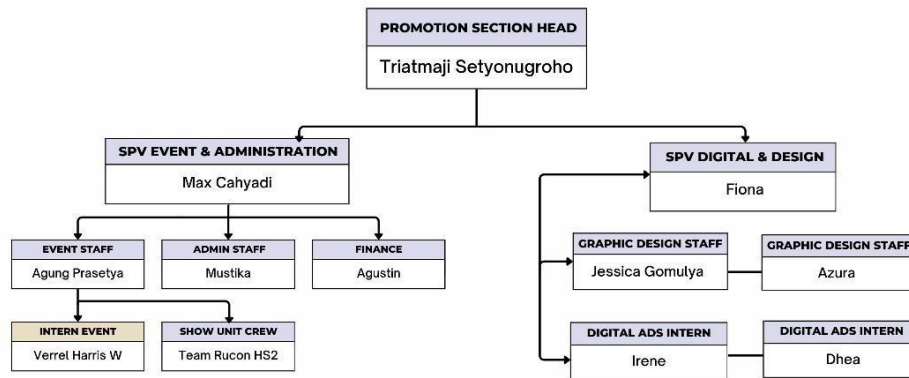 PROMOTION SECTION HEAD
Triatmaji Setyonugroho
SPV EVENT & ADMINISTRATION
Max Cahyadi
SPV DIGITAL & DESIGN
Fiona
EVENT STAFF
Agung Prasetya
ADMIN STAFF
Mustika
FINANCE
Agustin
GRAPHIC DESIGN STAFF
Jessica Gomulya
GRAPHIC DESIGN STAFF
Azura
INTERN EVENT
Verrel Harris W
SHOW UNIT CREW
Team Rucon HS2
DIGITAL ADS INTERN
Irene
DIGITAL ADS INTERN
Dhea